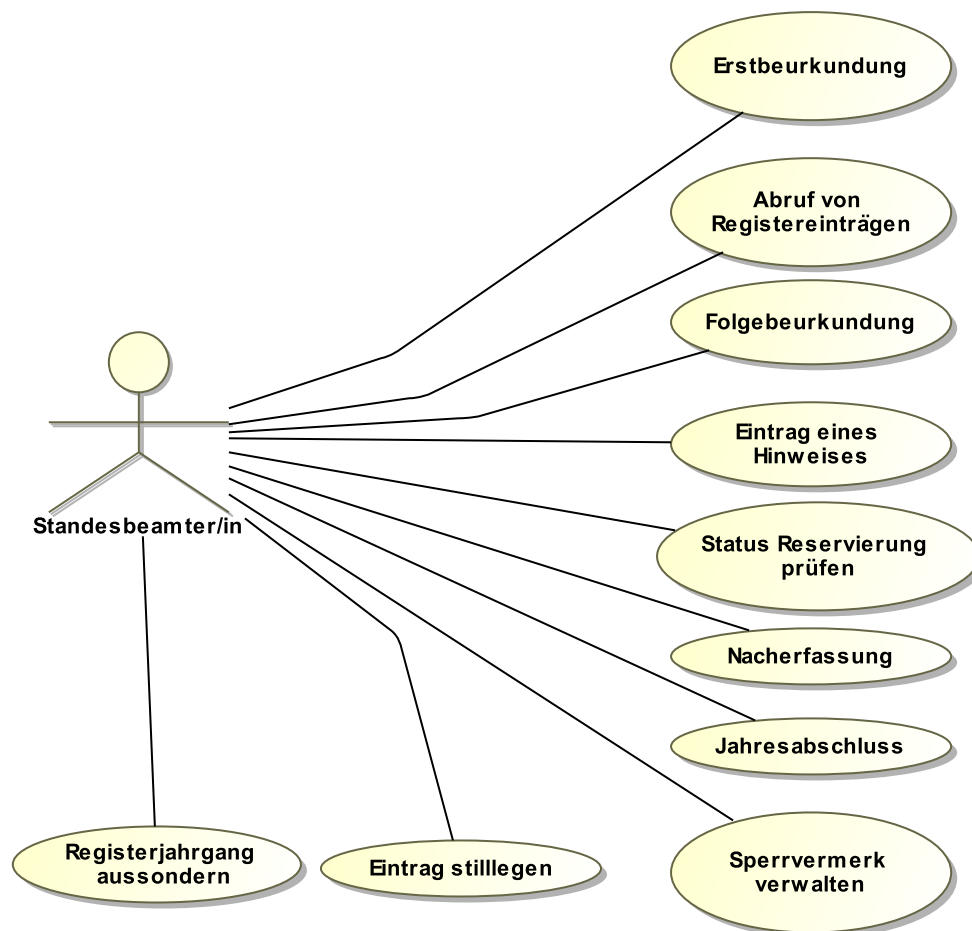 Erstbeurkundung
Abruf von
Registereinträgen
Folgebeurkundung
Eintrag eines
Hinweises
Standesbeamter/in
Status Reservierung
prüfen
Nacherfassung
Jahresabschluss
Registerjahrgang
aussondern
Eintrag stilllegen
Sperrvermerk
verwalten